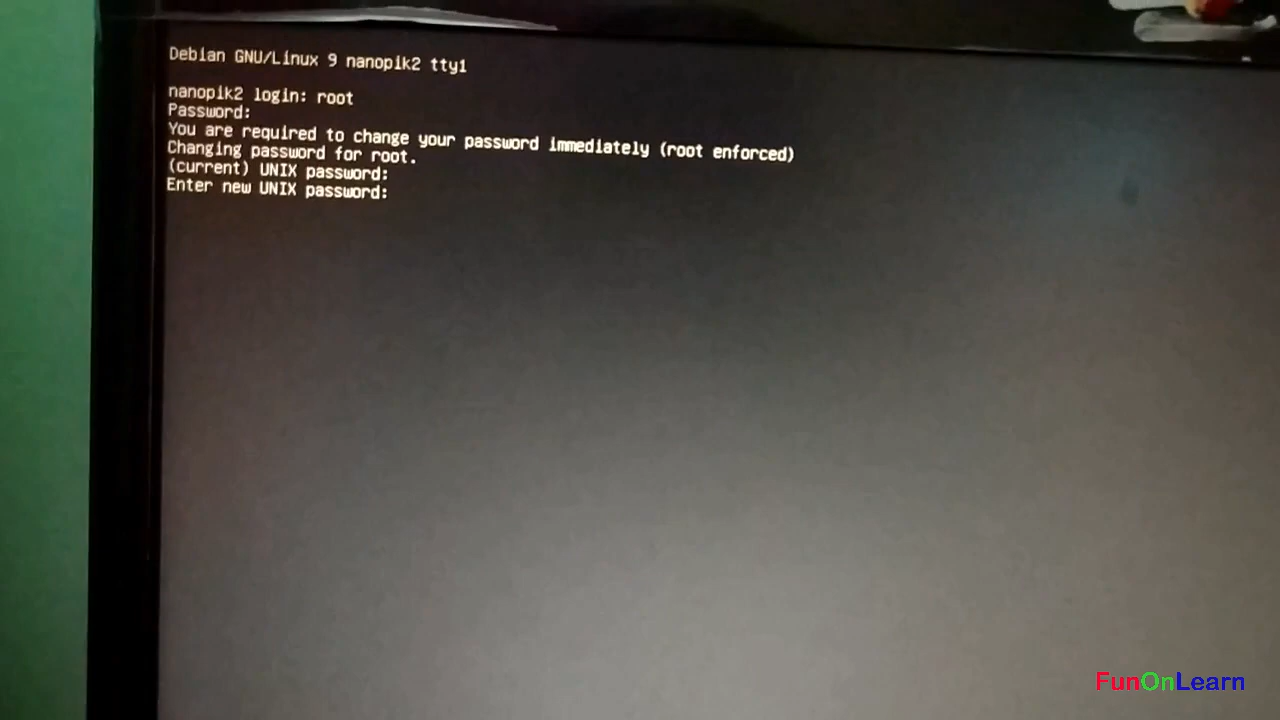 Debian GNU/Linux 9 nanopik2 tty1
nanopik2 login: root
Password:
You are required to change your password immediately (root enforced)
Changing password for root.
(current) UNIX password:
Enter new UNIX password:
FunOnLearn